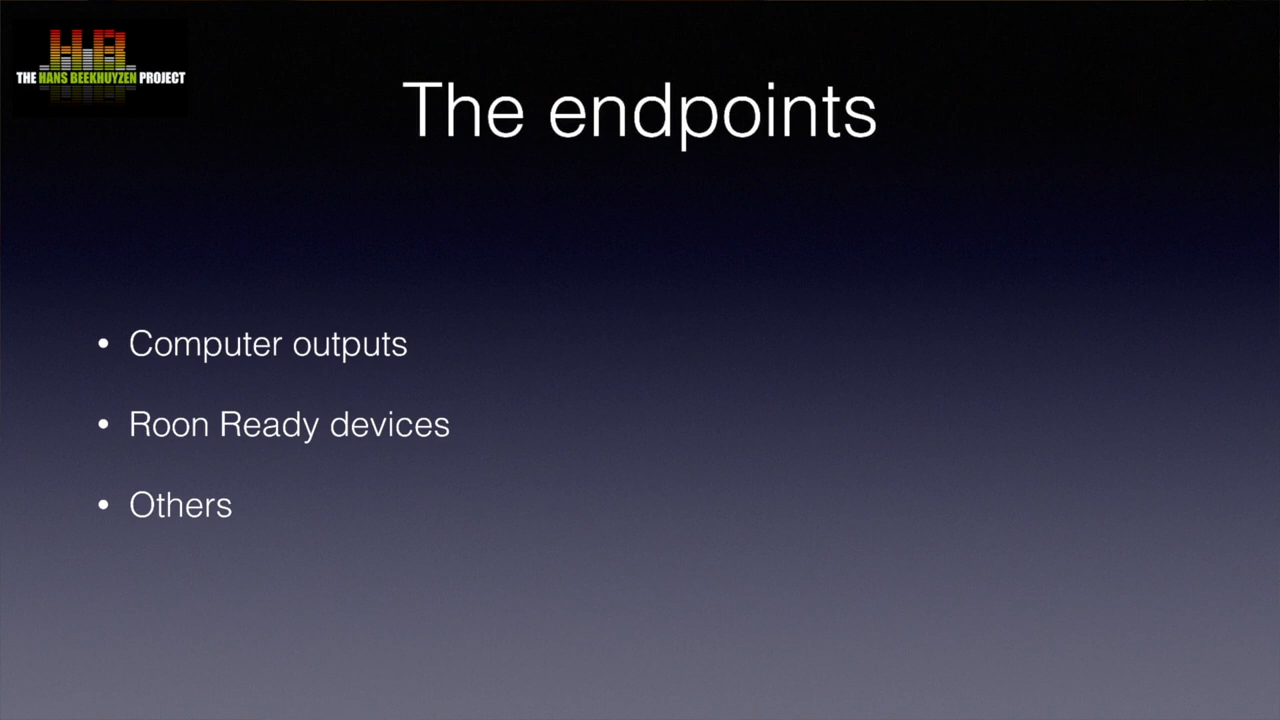 THE HANS BEEKHUYZEN PROJECT
The endpoints
• Computer outputs
• Roon Ready devices
• Others